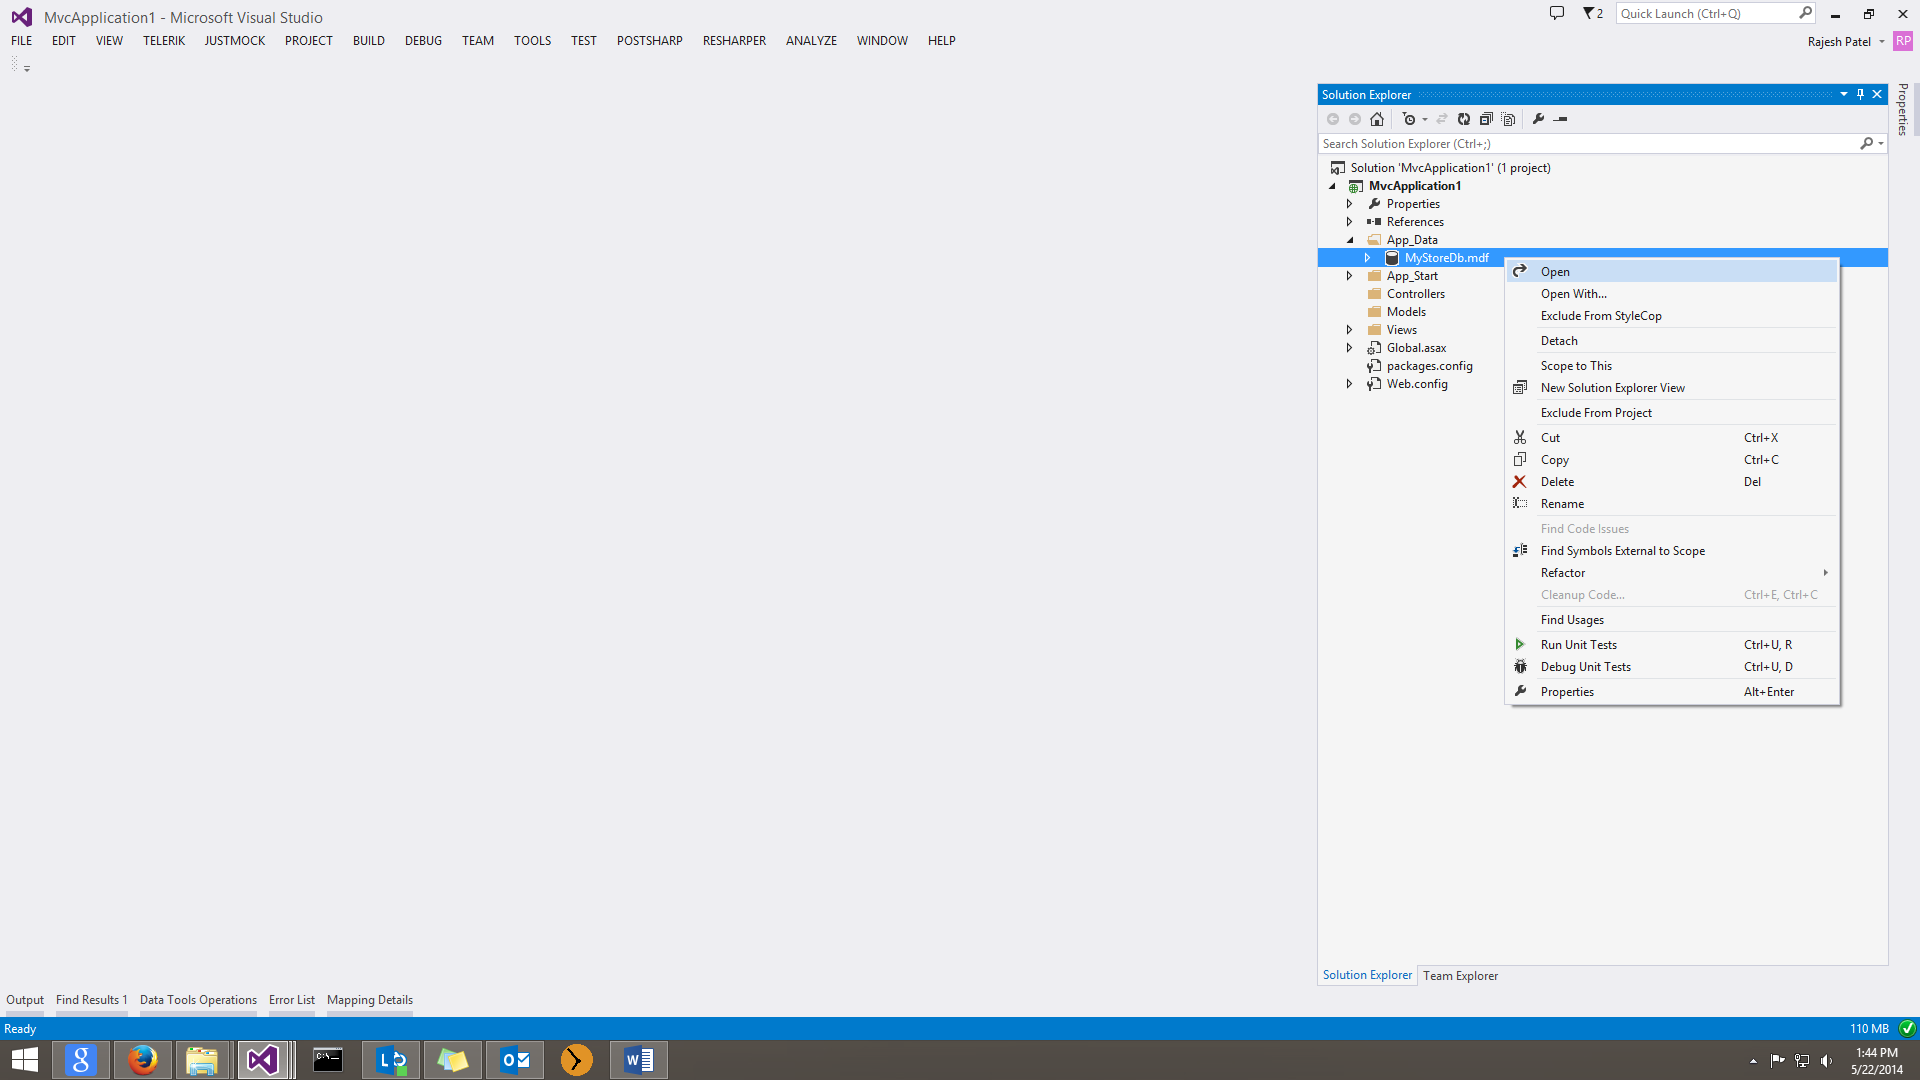 MvcApplication1 - Microsoft Visual Studio
2
Quick Launch (Ctrl+Q)
FILE EDIT VIEW TELERIK JUSTMOCK PROJECT BUILD DEBUG TEAM TOOLS TEST POSTSHARP RESHARPER ANALYZE WINDOW HELP
Rajesh Patel RP
Solution Explorer
Properties
Search Solution Explorer (Ctrl+;)
Solution 'MvcApplication1' (1 project)
MvcApplication1
Properties
References
App_Data
MyStoreDb.mdf
App_Start
Controllers
Models
Views
Global.asax
packages.config
Web.config
Open
Open With...
Exclude From StyleCop
Detach
Scope to This
New Solution Explorer View
Exclude From Project
Cut Ctrl+X
Copy Ctrl+C
Delete Del
Rename
Find Code Issues
Find Symbols External to Scope
Refactor
Cleanup Code... Ctrl+E, Ctrl+C
Find Usages
Run Unit Tests Ctrl+U, R
Debug Unit Tests Ctrl+U, D
Properties Alt+Enter
Solution Explorer Team Explorer
Output Find Results 1 Data Tools Operations Error List Mapping Details
Ready
110 MB
1:44 PM
5/22/2014